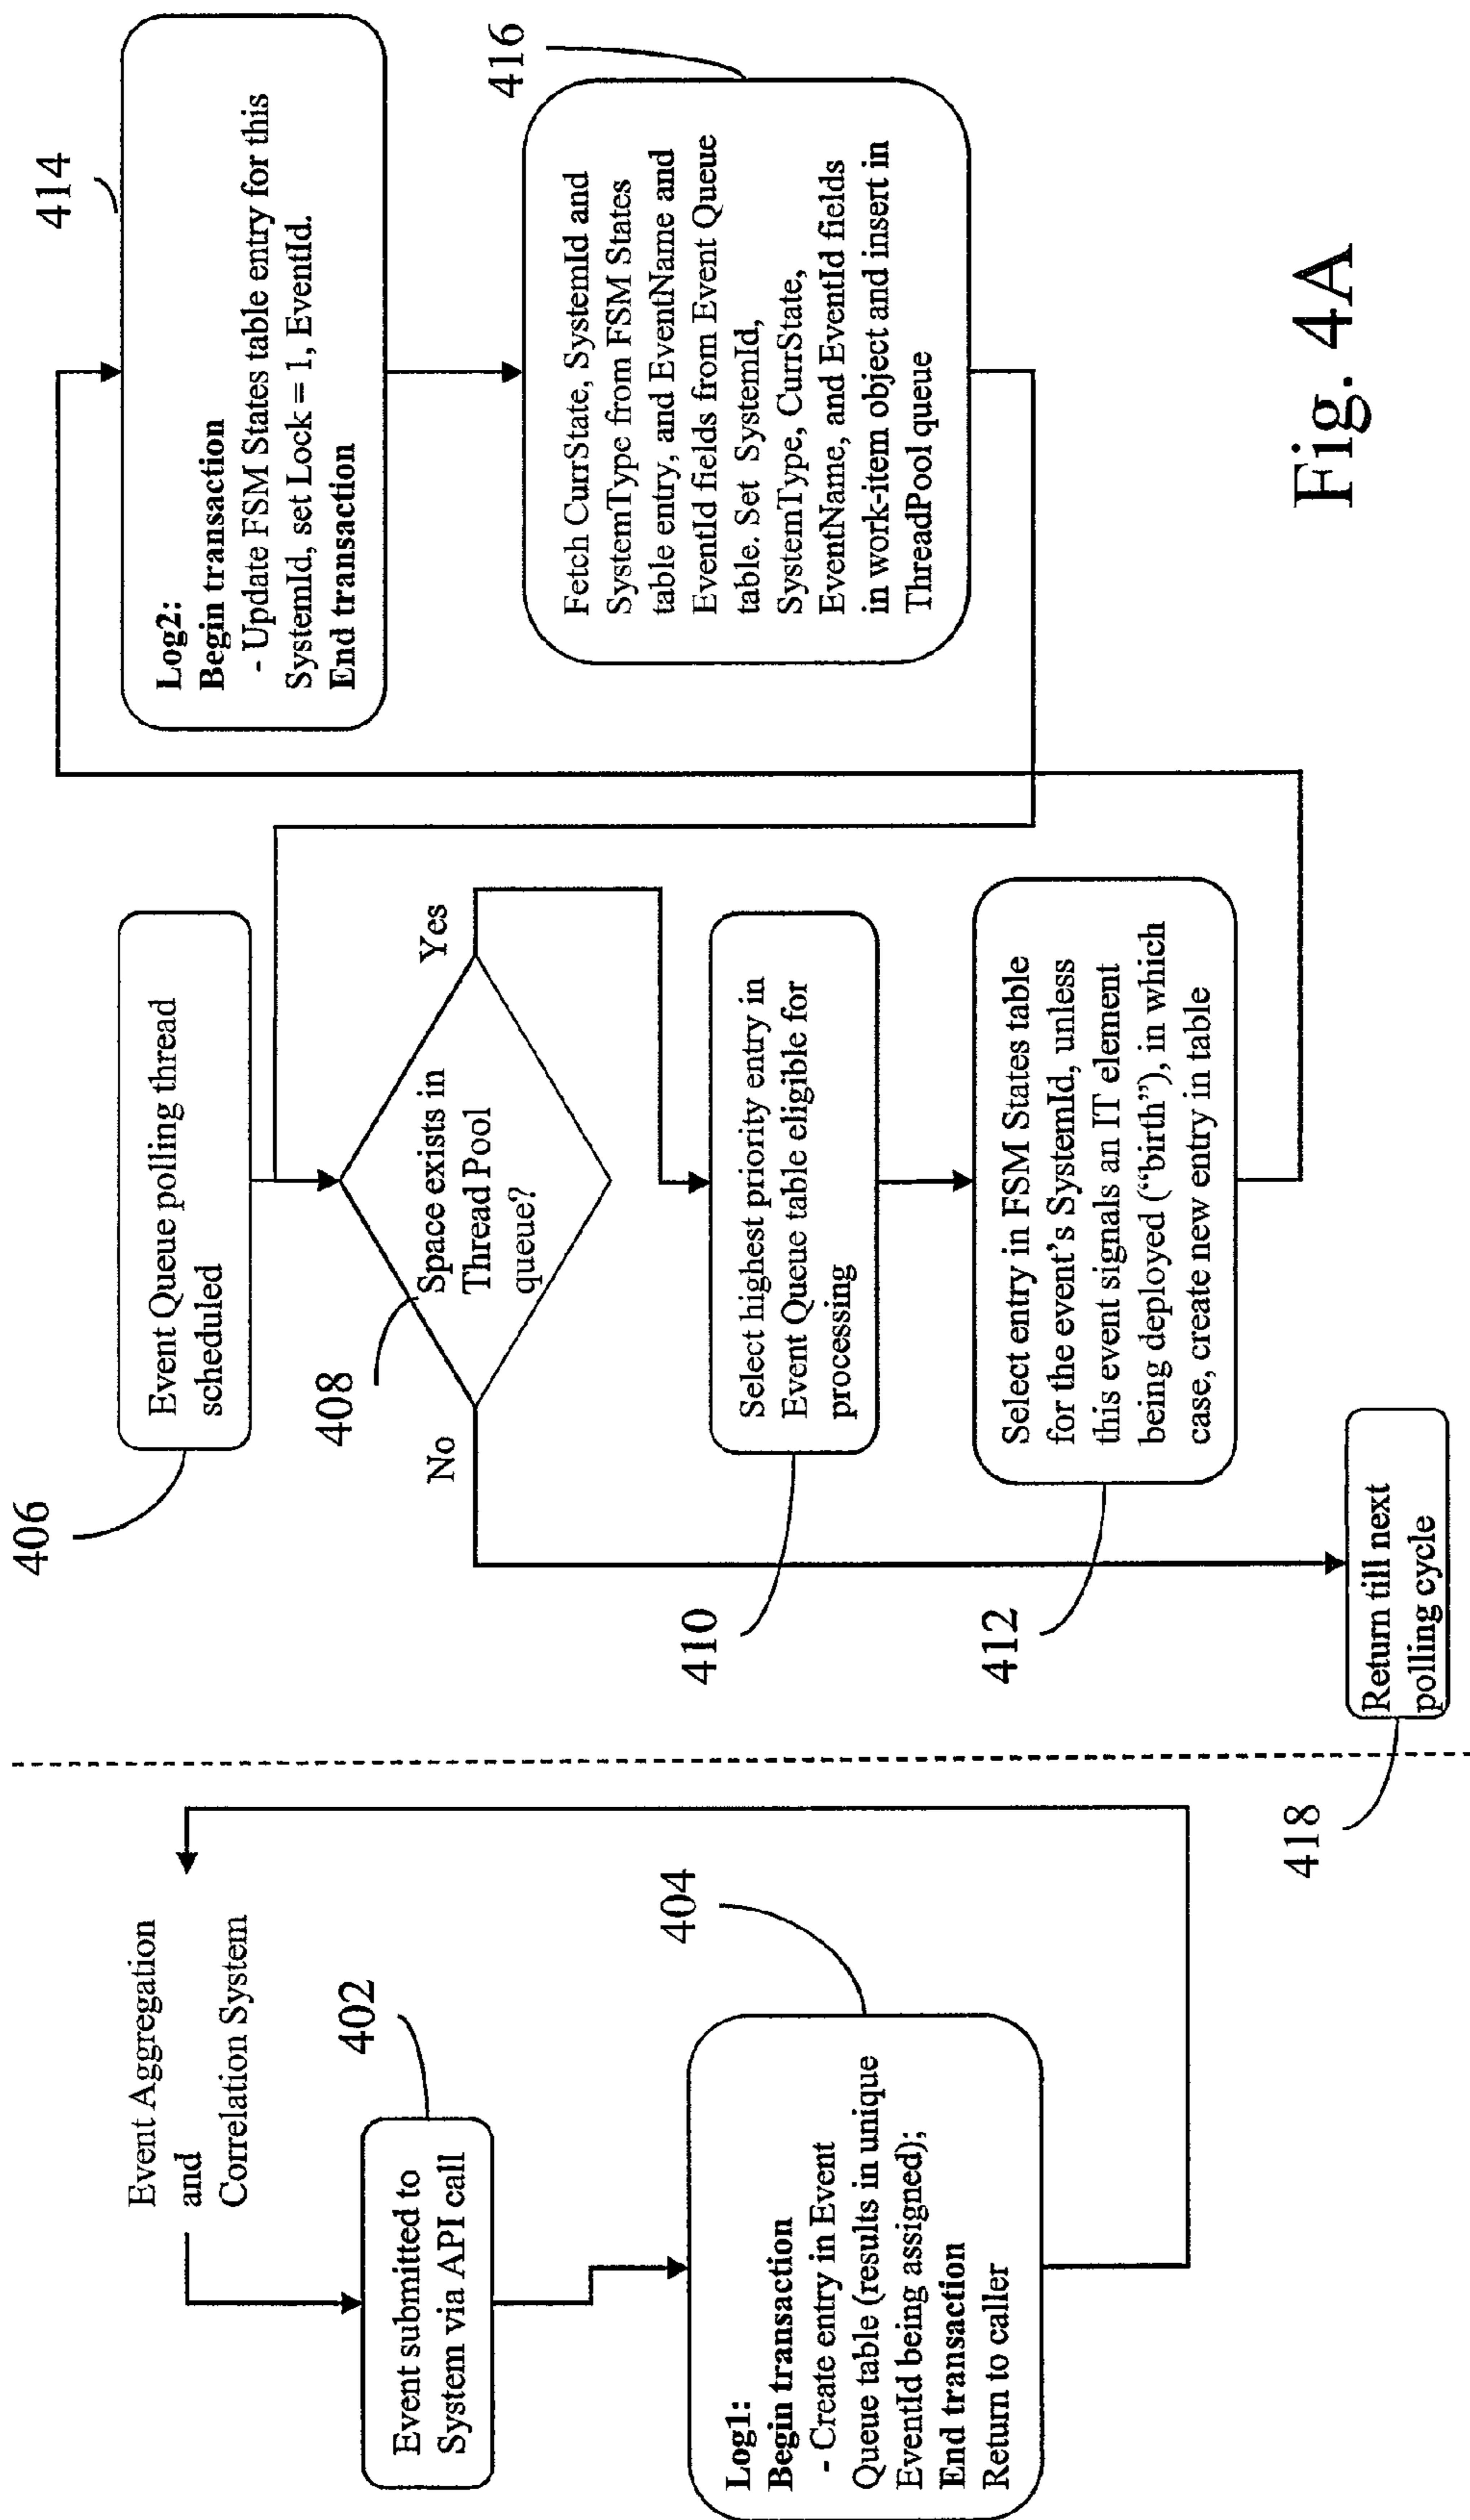 Event Aggregation
and
Correlation System
402
Event submitted to
System via API call
404
Log1:
Begin transaction
- Create entry in Event
Queue table (results in unique
EventId being assigned);
End transaction
Return to caller
406
Event Queue polling thread
scheduled
408
Space exists in
Thread Pool
queue?
No
Yes
410
Select highest priority entry in
Event Queue table eligible for
processing
412
Select entry in FSM States table
for the event's SystemId, unless
this event signals an IT element
being deployed (“birth”), in which
case, create new entry in table
418
Return till next
polling cycle
414
Log2:
Begin transaction
- Update FSM States table entry for this
SystemId, set Lock = 1, EventId.
End transaction
416
Fetch CurrState, SystemId and
SystemType from FSM States
table entry, and EventName and
EventId fields from Event Queue
table. Set SystemId,
SystemType, CurrState,
EventName, and EventId fields
in work-item object and insert in
ThreadPool queue
Fig. 4A